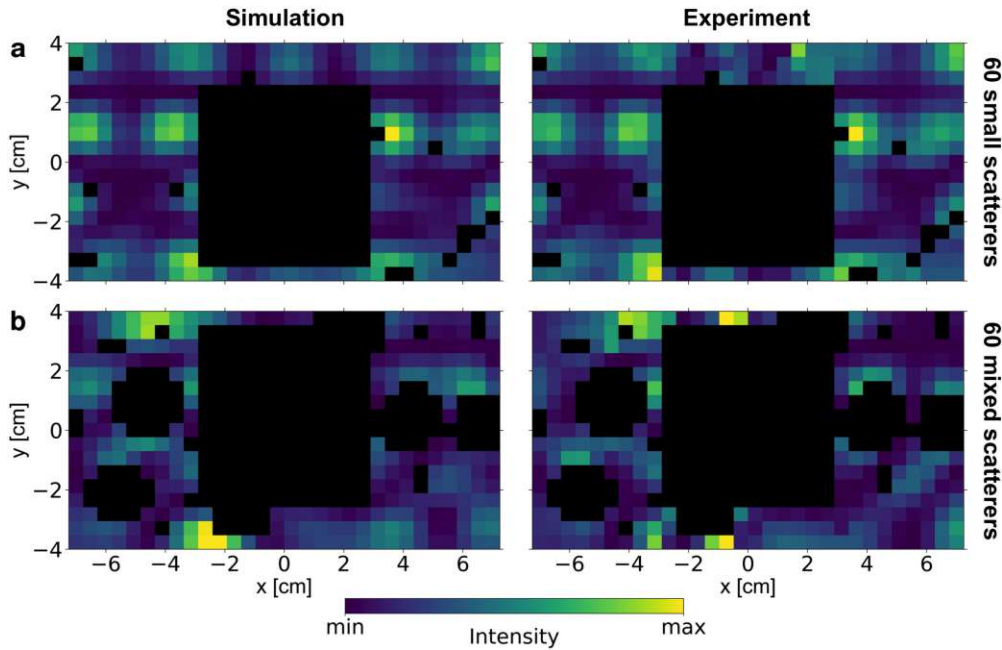 Simulation Experiment
a
4
2
0
−2
−4
y [cm]
60 small scatterers
b
4
2
0
−2
−4
y [cm]
60 mixed scatterers
−6 −4 −2 0 2 4 6 −6 −4 −2 0 2 4 6
x [cm] x [cm]
min Intensity max